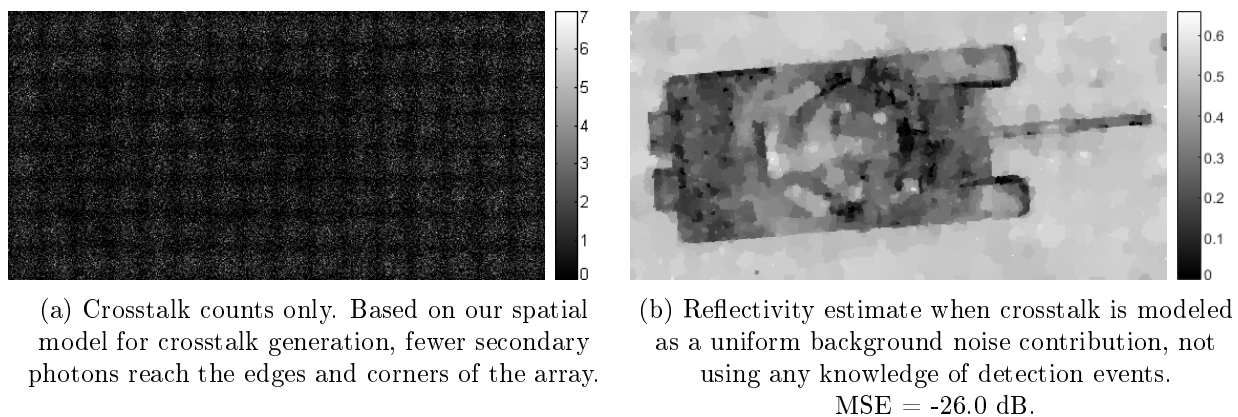 7
6
5
4
3
2
1
0
0.6
0.5
0.4
0.3
0.2
0.1
0
(a) Crosstalk counts only. Based on our spatial
model for crosstalk generation, fewer secondary
photons reach the edges and corners of the array.
(b) Reflectivity estimate when crosstalk is modeled
as a uniform background noise contribution, not
using any knowledge of detection events.
MSE = -26.0 dB.